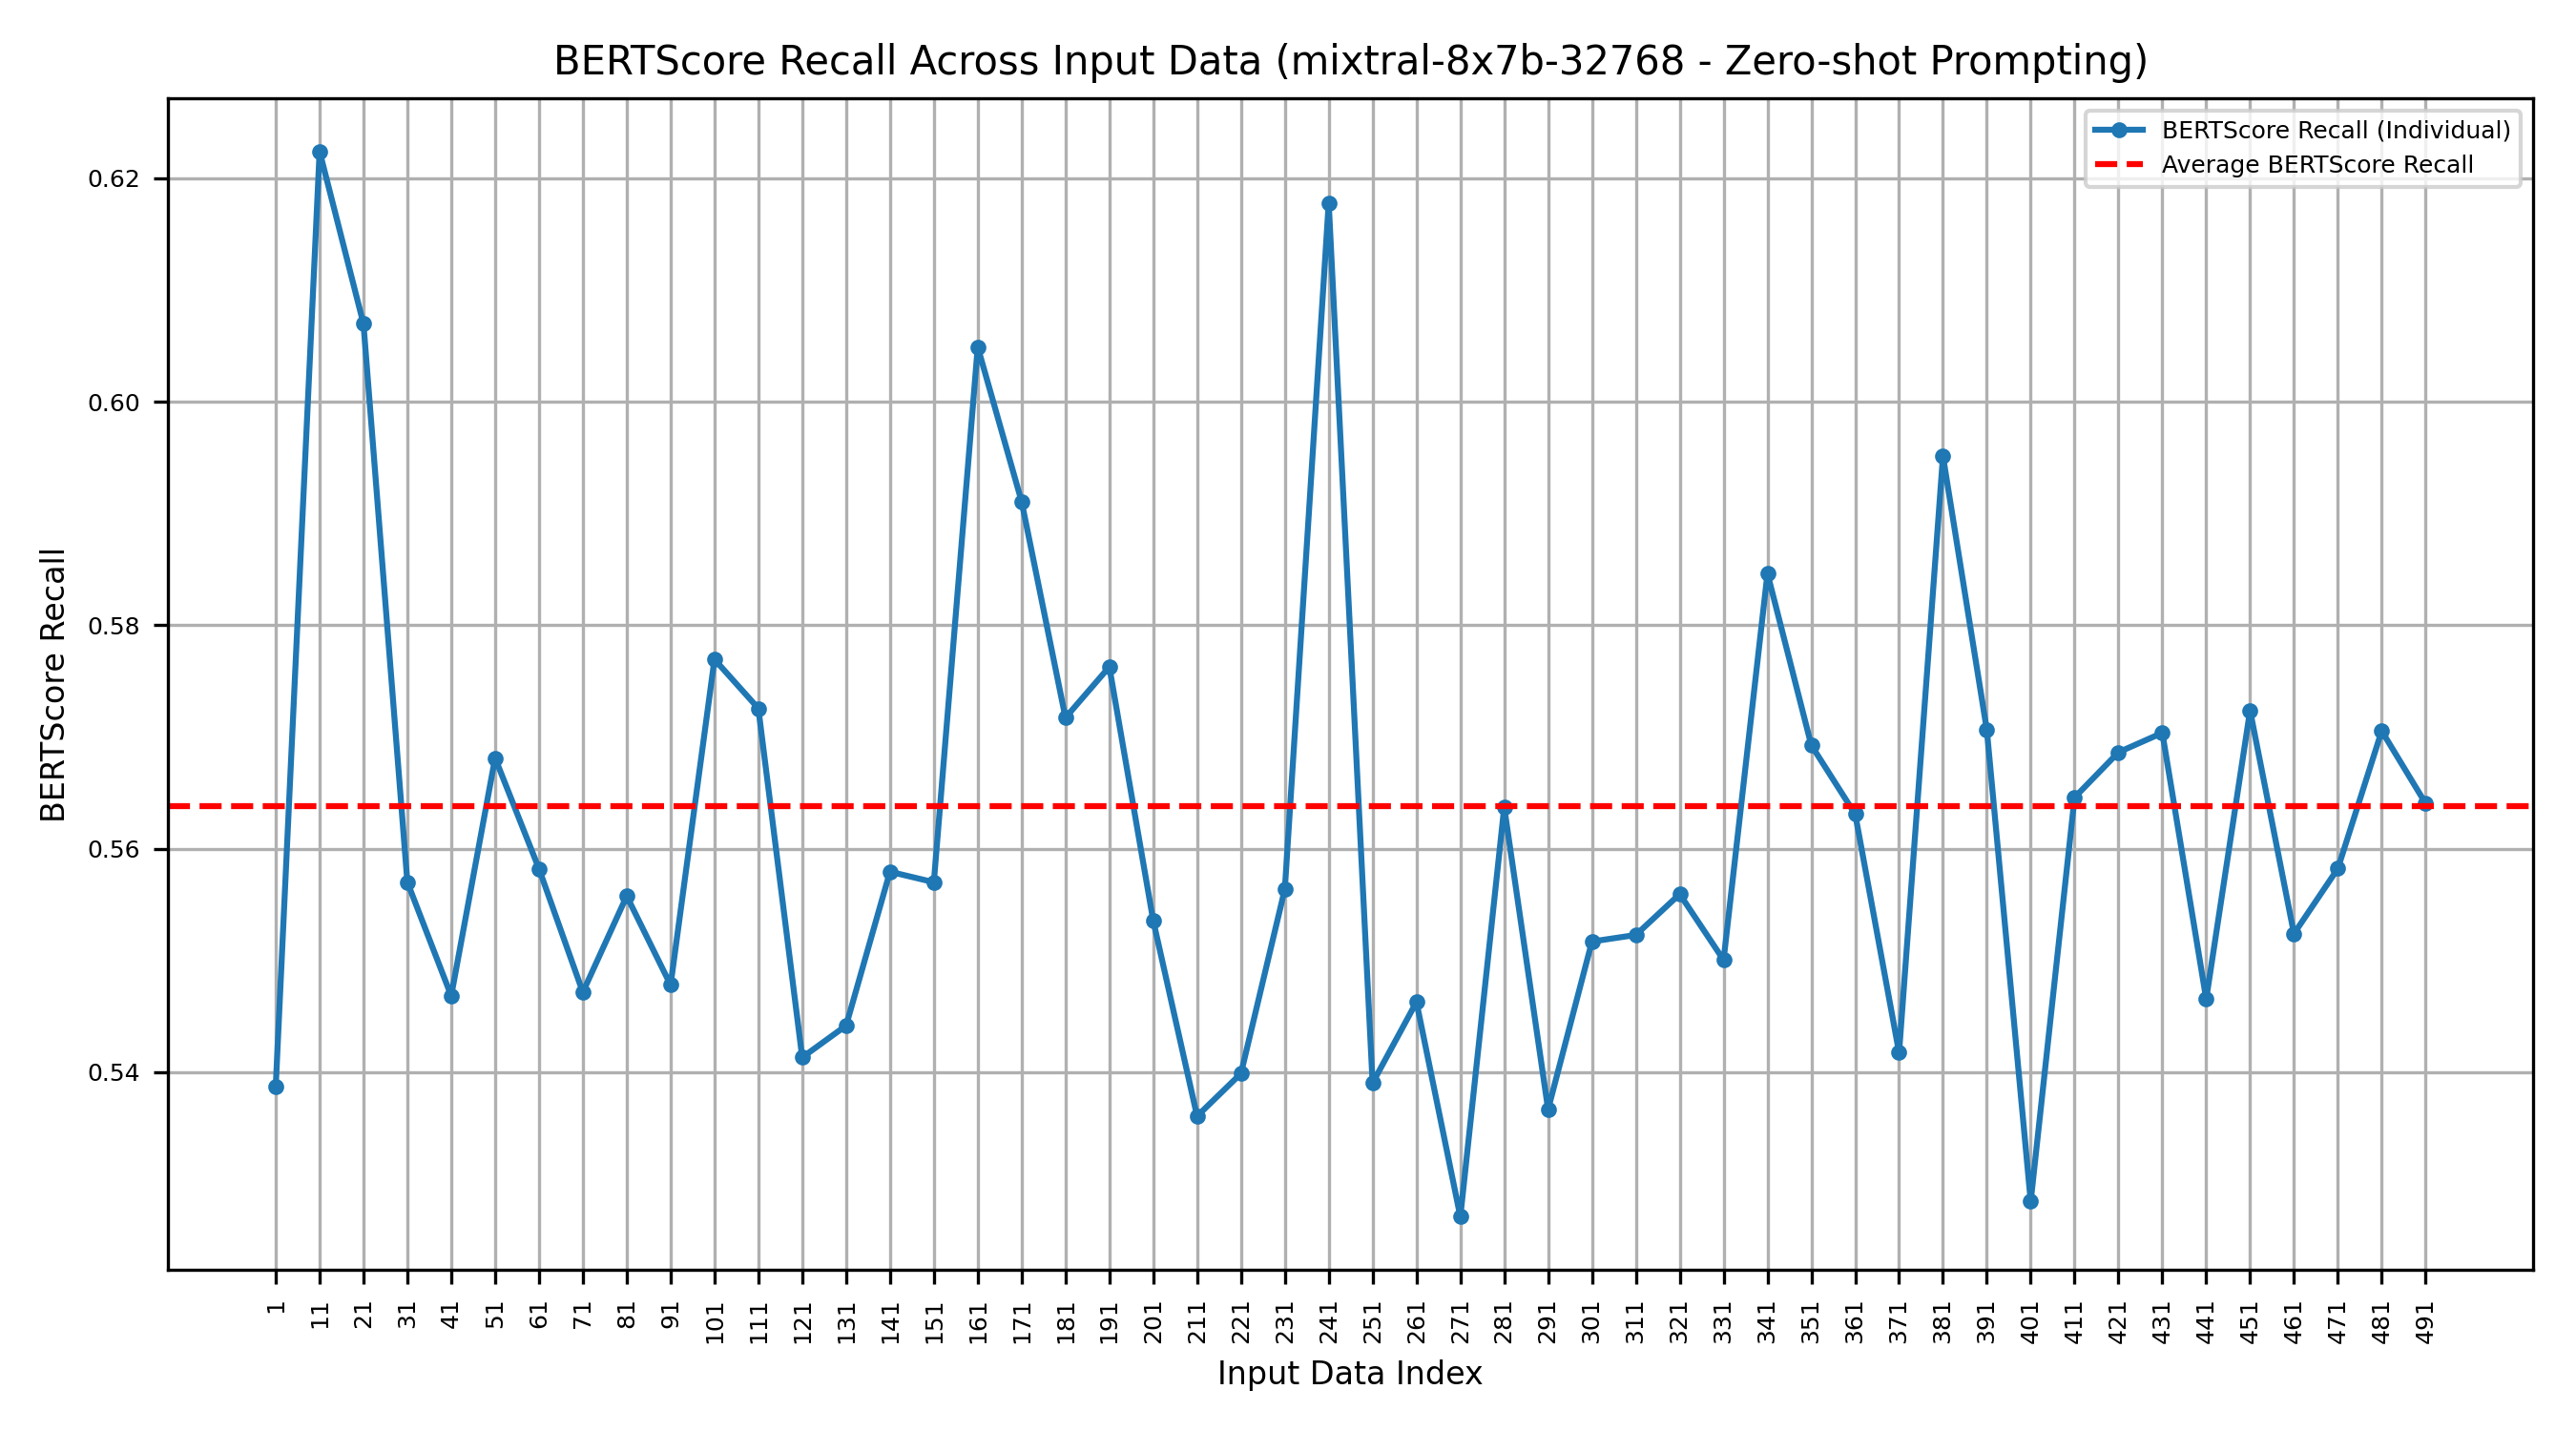 BERTScore Recall Across Input Data (mixtral-8x7b-32768 - Zero-shot Prompting)
BERTScore Recall (Individual)
Average BERTScore Recall
BERTScore Recall
0.62
0.60
0.58
0.56
0.54
1 11 21 31 41 51 61 71 81 91 101 111 121 131 141 151 161 171 181 191 201 211 221 231 241 251 261 271 281 291 301 311 321 331 341 351 361 371 381 391 401 411 421 431 441 451 461 471 481 491
Input Data Index